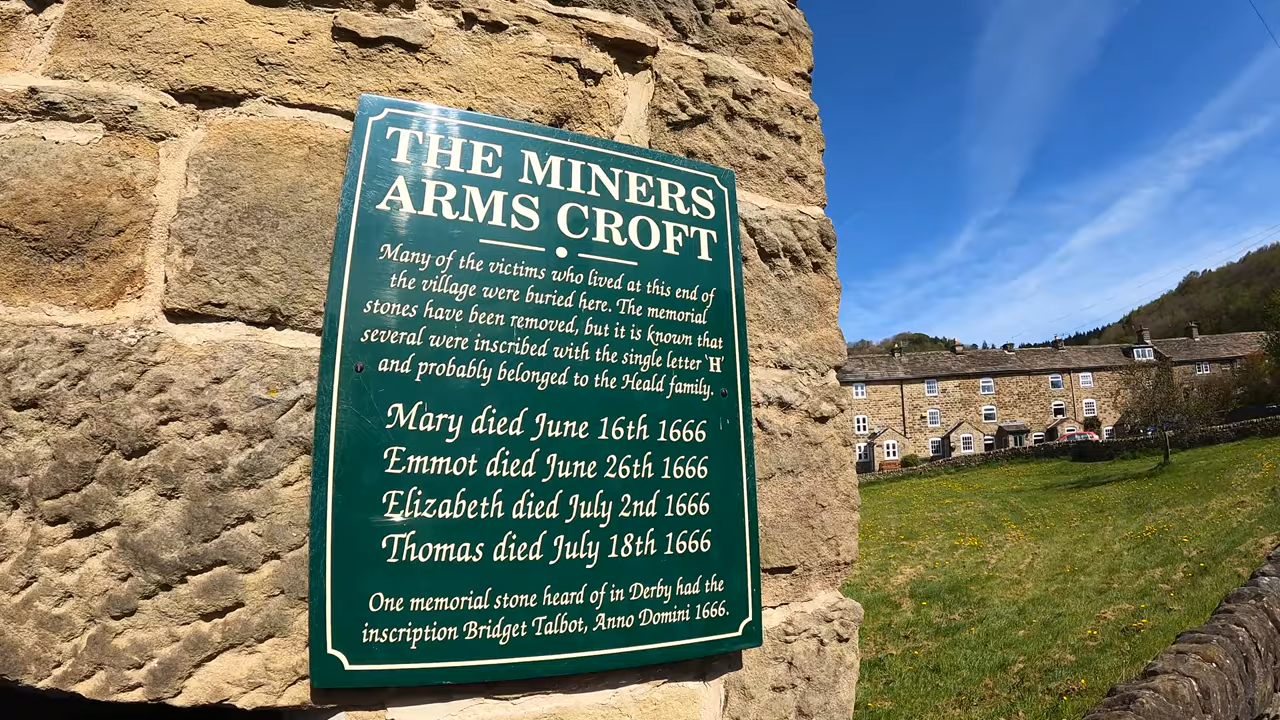 THE MINERS
ARMS CROFT
Many of the victims who lived at this end of
the village were buried here. The memorial
stones have been removed, but it is known that
several were inscribed with the single letter 'H'
and probably belonged to the Heald family.
Mary died June 16th 1666
Emmot died June 26th 1666
Elizabeth died July 2nd 1666
Thomas died July 18th 1666
One memorial stone heard of in Derby had the
inscription Bridget Talbot, Anno Domini 1666.